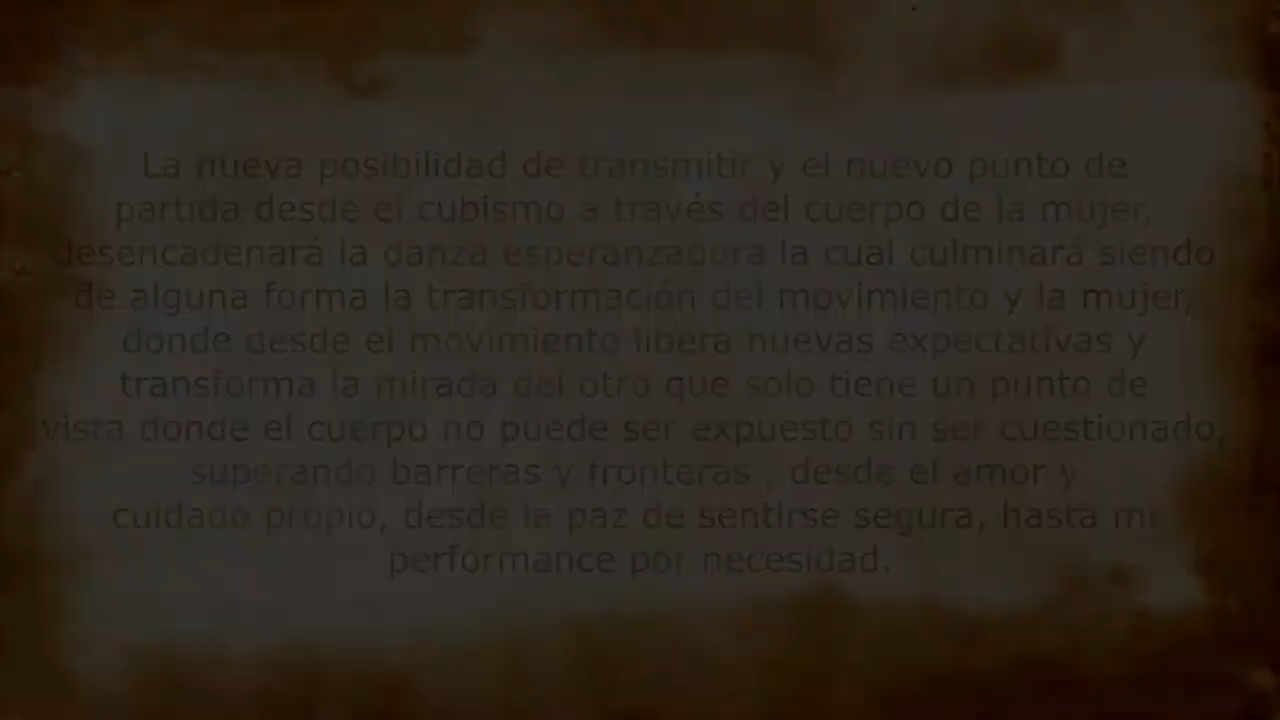 La nueva posibilidad de transmitir y el nuevo punto de
partida desde el cubismo a través del cuerpo de la mujer,
desencadenará la danza esperanzadora la cual culminará siendo
de alguna forma la transformación del movimiento y la mujer,
donde desde el movimiento libera nuevas expectativas y
transforma la mirada del otro que solo tiene un punto de
vista donde el cuerpo no puede ser expuesto sin ser cuestionado,
superando barreras y fronteras , desde el amor y
cuidado propio, desde la paz de sentirse segura, hasta mi
performance por necesidad.